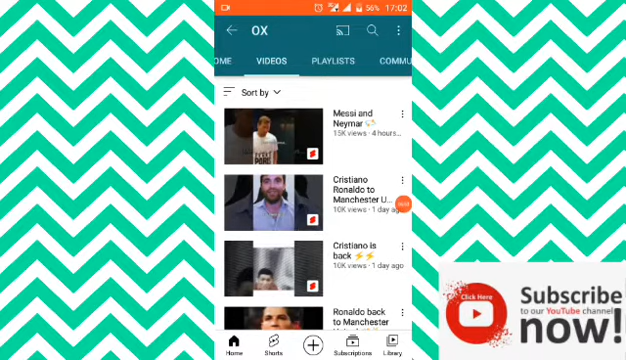 56% 17:02
OX
OME VIDEOS PLAYLISTS COMMU
Sort by
Messi and
Neymar
15K views · 4 hours...
Cristiano
Ronaldo to
Manchester U...
10K views · 1 day ag
Cristiano is
back ⚡⚡
10K views · 1 day ago
Ronaldo back
to Manchester
Home Shorts Subscriptions Library
Click Here
Subscribe
to our YouTube channel
now!